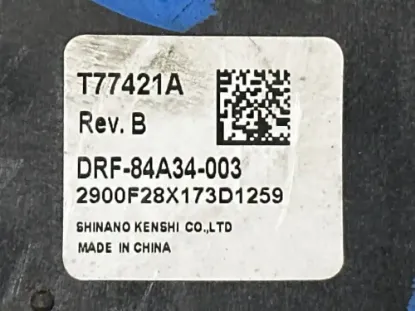 T77421A
Rev. B
DRF-84A34-003
2900F28X173D1259
SHINANO KENSHI CO.,LTD
MADE IN CHINA